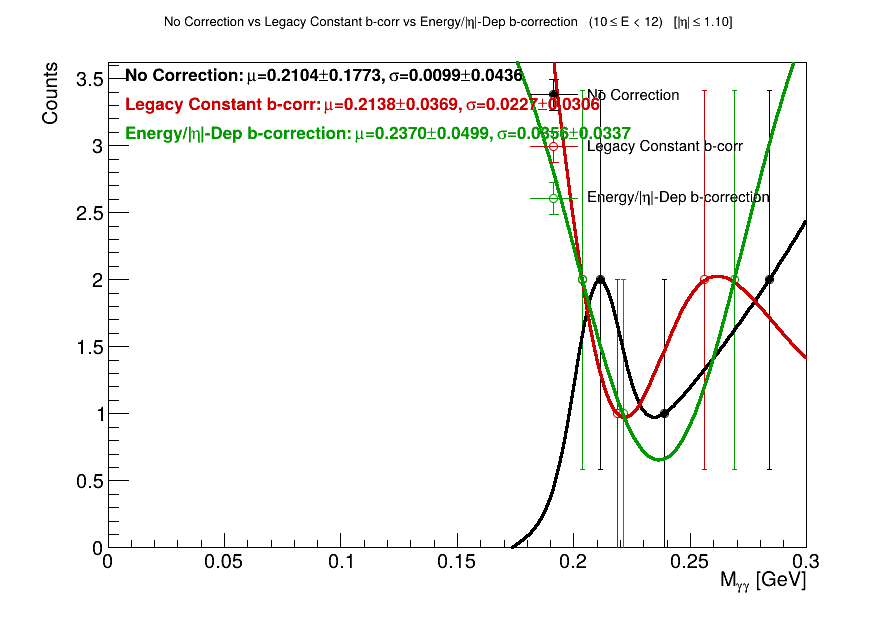 No Correction vs Legacy Constant b-corr vs Energy/|η|-Dep b-correction (10 ≤ E < 12) [|η| ≤ 1.10]
Counts
No Correction: μ=0.2104±0.1773, σ=0.0099±0.0436
Legacy Constant b-corr: μ=0.2138±0.0369, σ=0.0227±0.0306
Energy/|η|-Dep b-correction: μ=0.2370±0.0499, σ=0.0356±0.0337
No Correction
Legacy Constant b-corr
Energy/|η|-Dep b-correction
3.5
3
2.5
2
1.5
1
0.5
0
0 0.05 0.1 0.15 0.2 0.25 0.3
Mγγ [GeV]